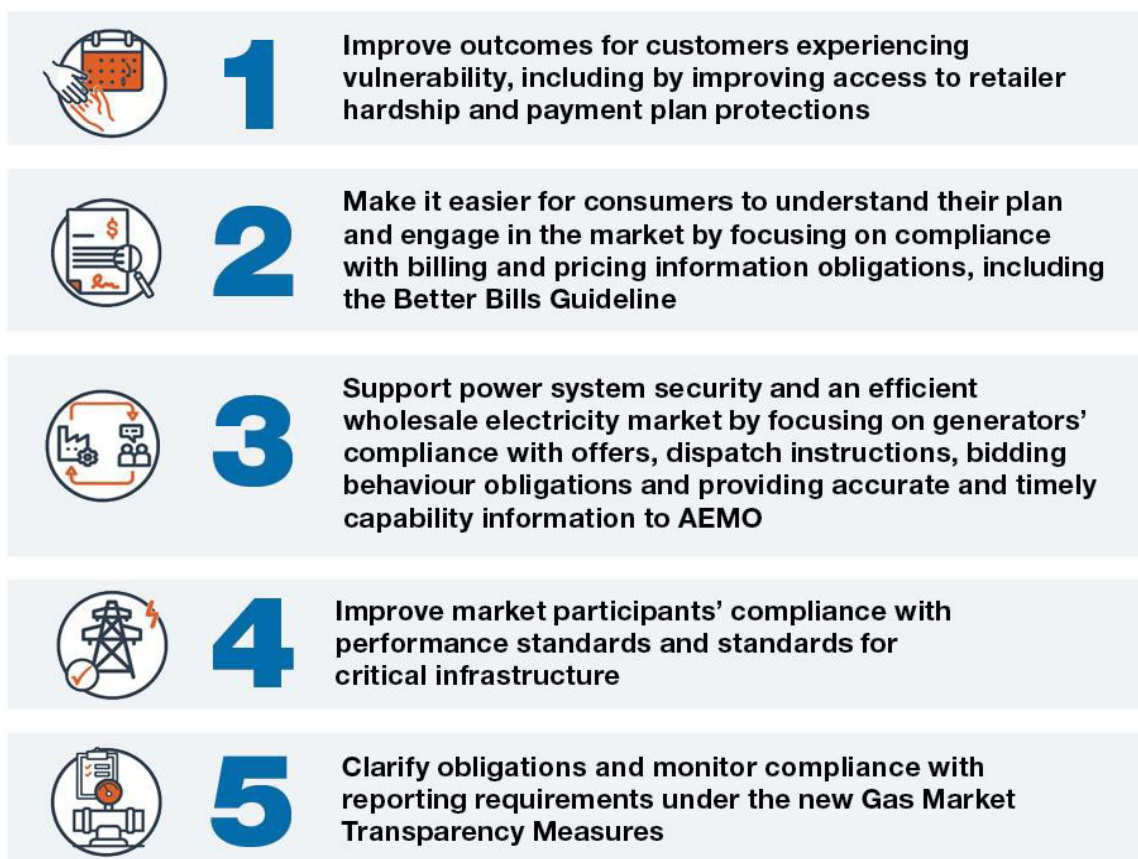 1
Improve outcomes for customers experiencing
vulnerability, including by improving access to retailer
hardship and payment plan protections
2
Make it easier for consumers to understand their plan
and engage in the market by focusing on compliance
with billing and pricing information obligations, including
the Better Bills Guideline
3
Support power system security and an efficient
wholesale electricity market by focusing on generators’
compliance with offers, dispatch instructions, bidding
behaviour obligations and providing accurate and timely
capability information to AEMO
4
Improve market participants’ compliance with
performance standards and standards for
critical infrastructure
5
Clarify obligations and monitor compliance with
reporting requirements under the new Gas Market
Transparency Measures